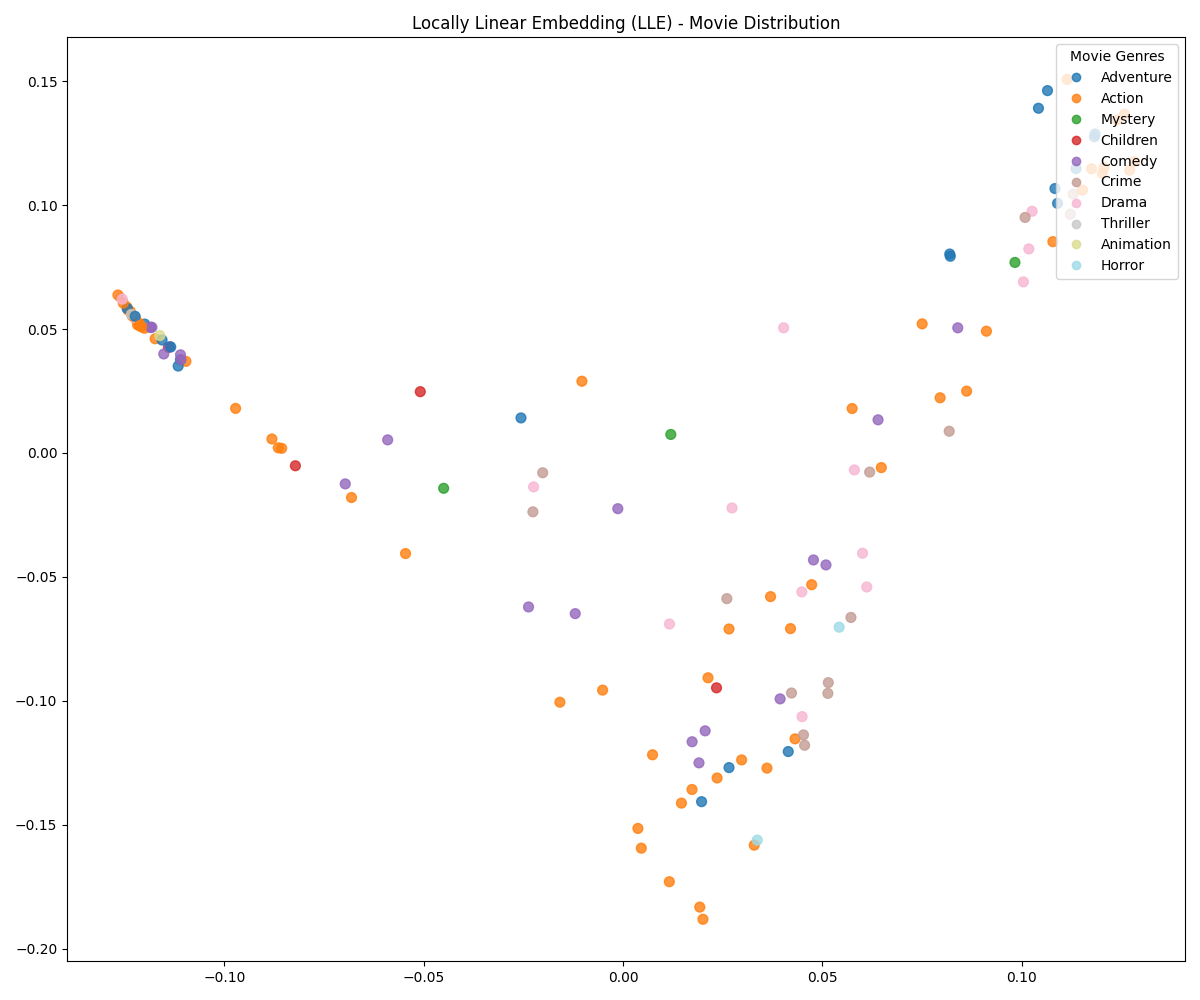 Locally Linear Embedding (LLE) - Movie Distribution
Movie Genres
Adventure
Action
Mystery
Children
Comedy
Crime
Drama
Thriller
Animation
Horror
0.15
0.10
0.05
0.00
−0.05
−0.10
−0.15
−0.20
−0.10
−0.05
0.00
0.05
0.10